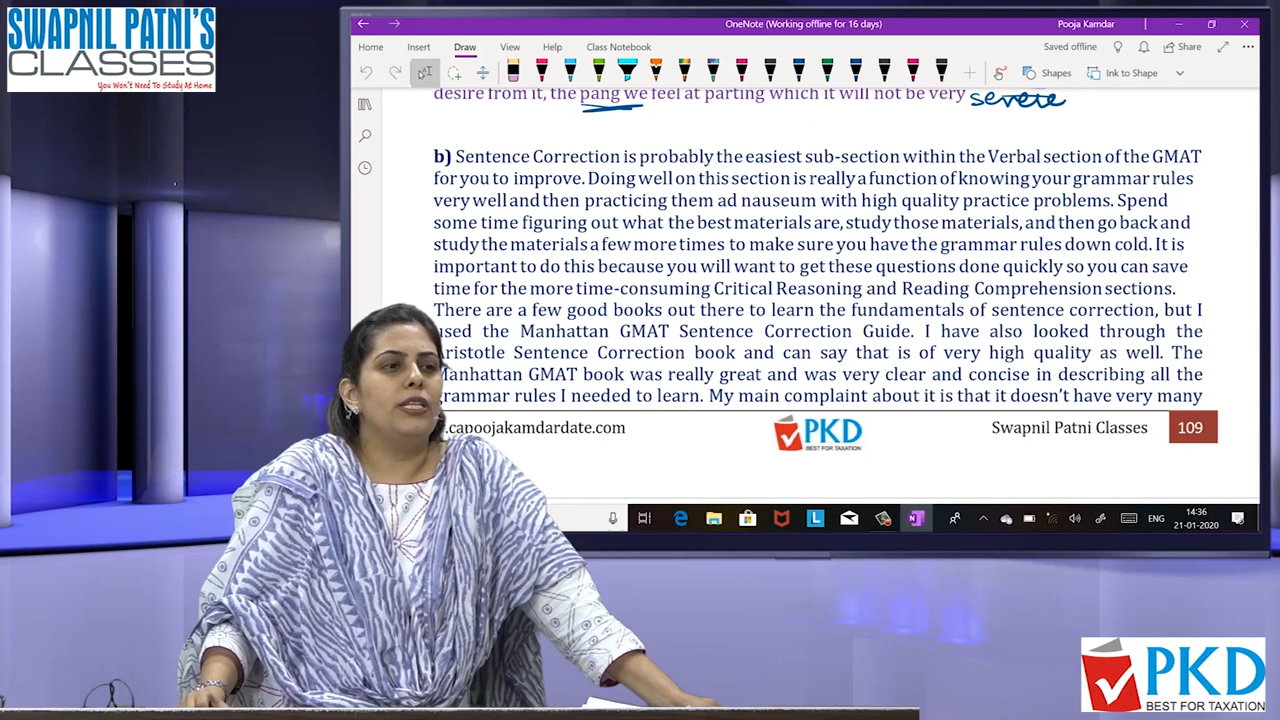 SWAPNIL PATNI'S
CLASSES
You Won't Need To Study At Home
OneNote (Working offline for 16 days)
Pooja Kamdar
Home Insert Draw View Help Class Notebook
Saved offline
Share
Shapes
Ink to Shape
desire from it, the pang we feel at parting which it will not be very severe
b) Sentence Correction is probably the easiest sub-section within the Verbal section of the GMAT
for you to improve. Doing well on this section is really a function of knowing your grammar rules
very well and then practicing them ad nauseum with high quality practice problems. Spend
some time figuring out what the best materials are, study those materials, and then go back and
study the materials a few more times to make sure you have the grammar rules down cold. It is
important to do this because you will want to get these questions done quickly so you can save
time for the more time-consuming Critical Reasoning and Reading Comprehension sections.
There are a few good books out there to learn the fundamentals of sentence correction, but I
used the Manhattan GMAT Sentence Correction Guide. I have also looked through the
Aristotle Sentence Correction book and can say that is of very high quality as well. The
Manhattan GMAT book was really great and was very clear and concise in describing all the
grammar rules I needed to learn. My main complaint about it is that it doesn't have very many
.capoojakamdardate.com
PKD
BEST FOR TAXATION
Swapnil Patni Classes
109
ENG
14:36
21-01-2020
PKD
BEST FOR TAXATION